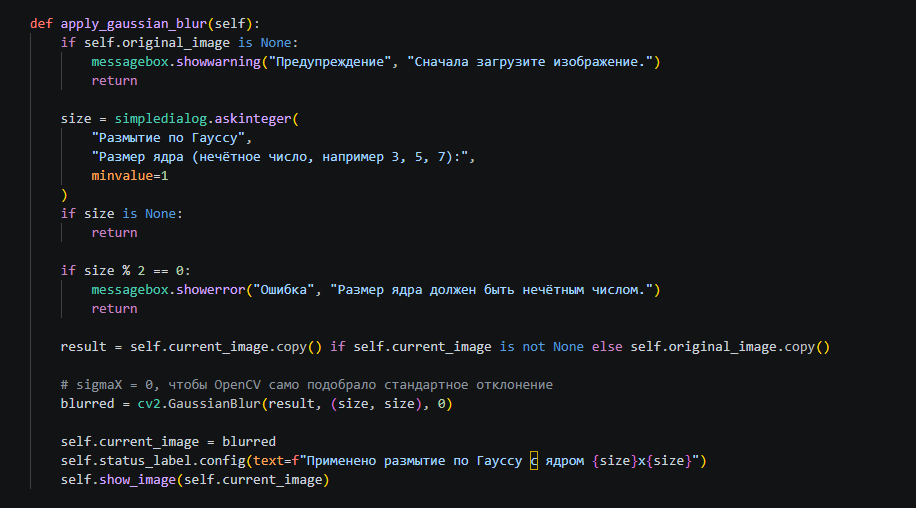 def apply_gaussian_blur(self):
    if self.original_image is None:
        messagebox.showwarning("Предупреждение", "Сначала загрузите изображение.")
        return

    size = simpledialog.askinteger(
        "Размытие по Гауссу",
        "Размер ядра (нечётное число, например 3, 5, 7):",
        minvalue=1
    )
    if size is None:
        return

    if size % 2 == 0:
        messagebox.showerror("Ошибка", "Размер ядра должен быть нечётным числом.")
        return

    result = self.current_image.copy() if self.current_image is not None else self.original_image.copy()

    # sigmaX = 0, чтобы OpenCV само подобрало стандартное отклонение
    blurred = cv2.GaussianBlur(result, (size, size), 0)

    self.current_image = blurred
    self.status_label.config(text=f"Применено размытие по Гауссу с ядром {size}x{size}")
    self.show_image(self.current_image)